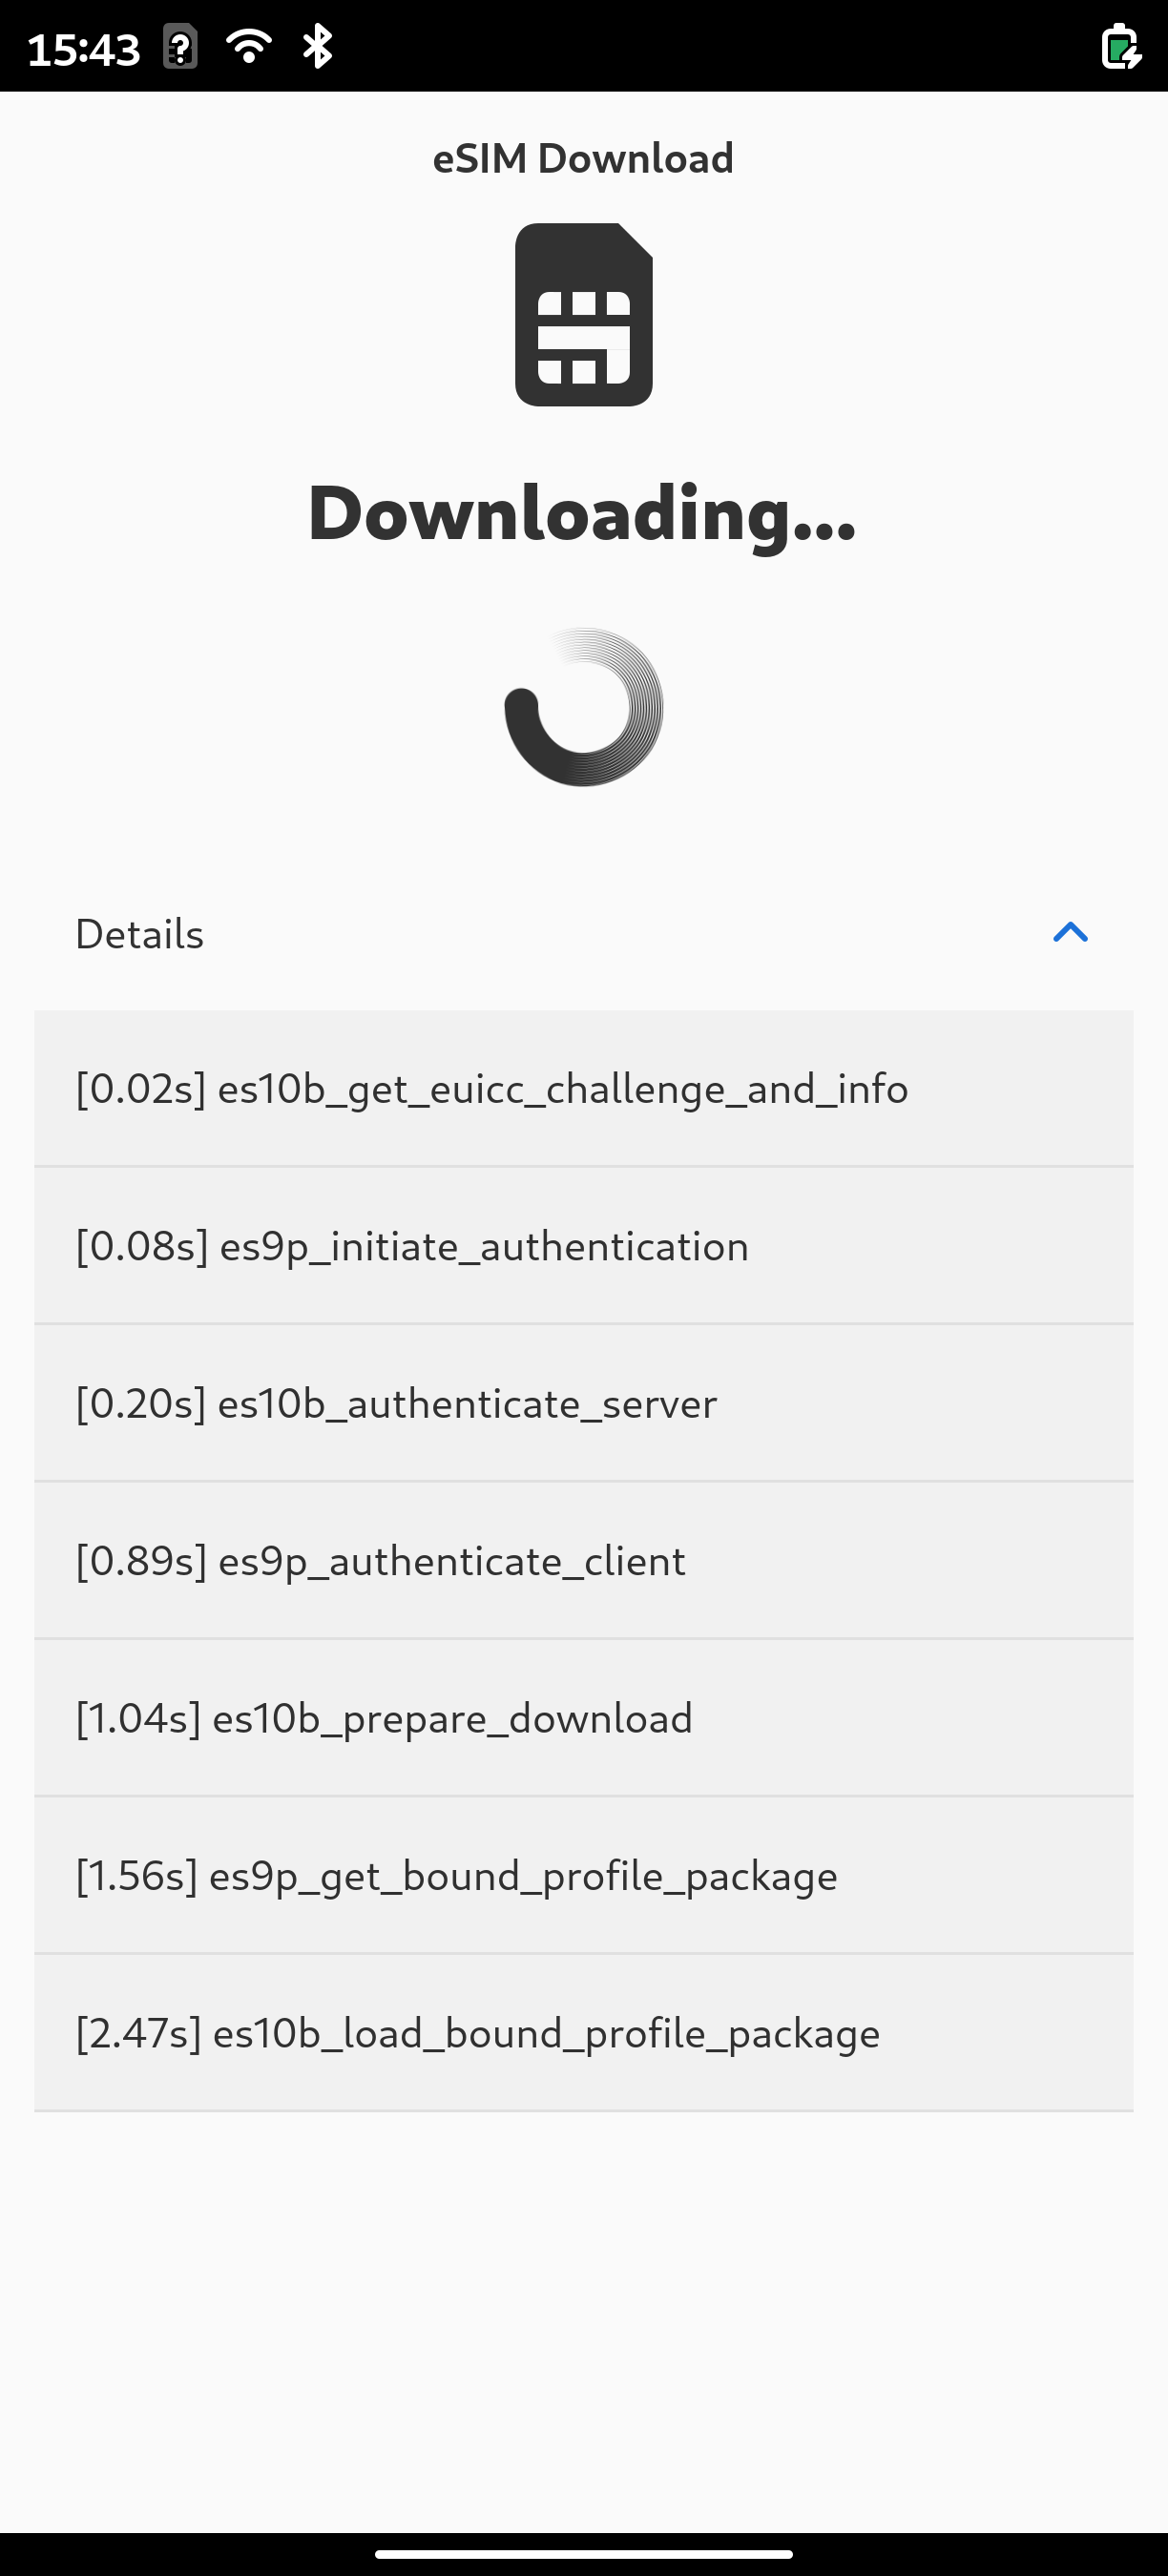 15:43
eSIM Download
Downloading...
Details
[0.02s] es10b_get_euicc_challenge_and_info
[0.08s] es9p_initiate_authentication
[0.20s] es10b_authenticate_server
[0.89s] es9p_authenticate_client
[1.04s] es10b_prepare_download
[1.56s] es9p_get_bound_profile_package
[2.47s] es10b_load_bound_profile_package